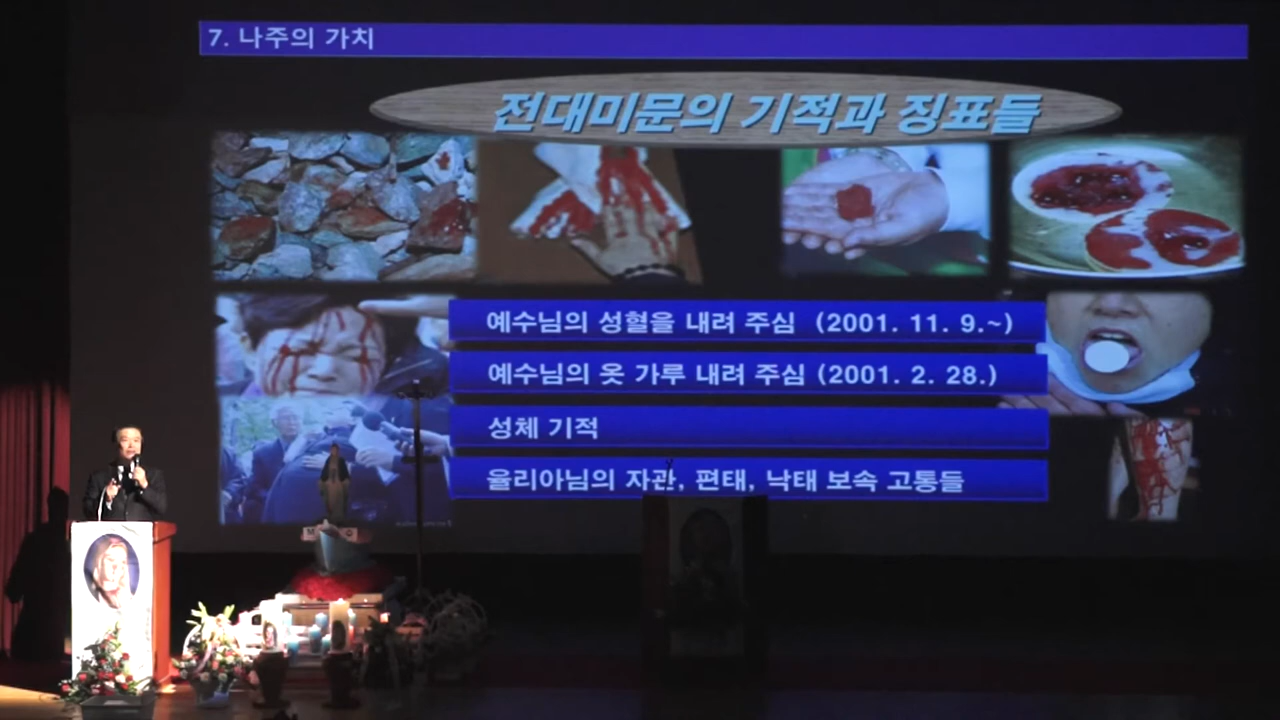 7. 나주의 가치
전대미문의 기적과 징표들
예수님의 성혈을 내려 주심 (2001. 11. 9.~)
예수님의 옷 가루 내려 주심 (2001. 2. 28.)
성체 기적
율리아님의 자관, 편태, 낙태 보속 고통들